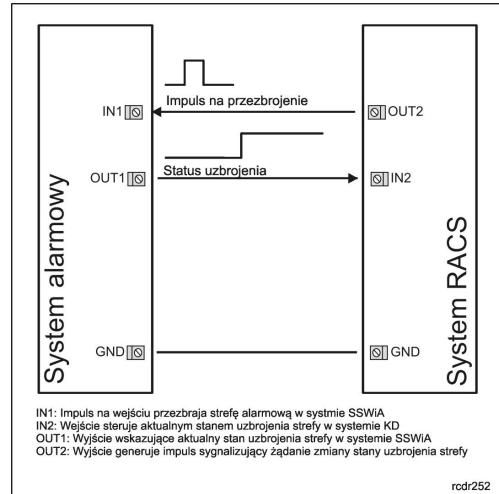 Impuls na przezbrojenie
IN1
OUT2
Status uzbrojenia
OUT1
IN2
System alarmowy
System RACS
GND
GND
IN1: Impuls na wejściu przezbraja strefę alarmową w systmie SSWiA
IN2: Wejście steruje aktualnym stanem uzbrojenia strefy w systemie KD
OUT1: Wyjście wskazujące aktualny stan uzbrojenia strefy w systemie SSWiA
OUT2: Wyjście generuje impuls sygnalizujący żądanie zmiany stany uzbrojenia strefy
rcdr252